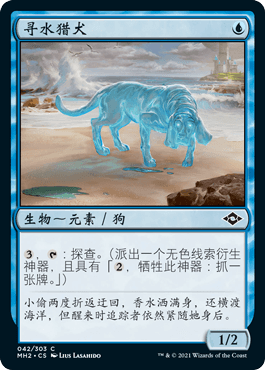 寻水猎犬
生物～元素／狗
3，：探查。（派出一个无色线索衍生
神器，且具有「2，牺牲此神器：抓一
张牌。」）
小偷两度折返迂回，香水洒满身，还横渡
海洋，但醒来时追踪者依然紧随她身后。
1/2
042/303 C
MH2 • CS LIUS LASAHIDO
™ & © 2021 Wizards of the Coast